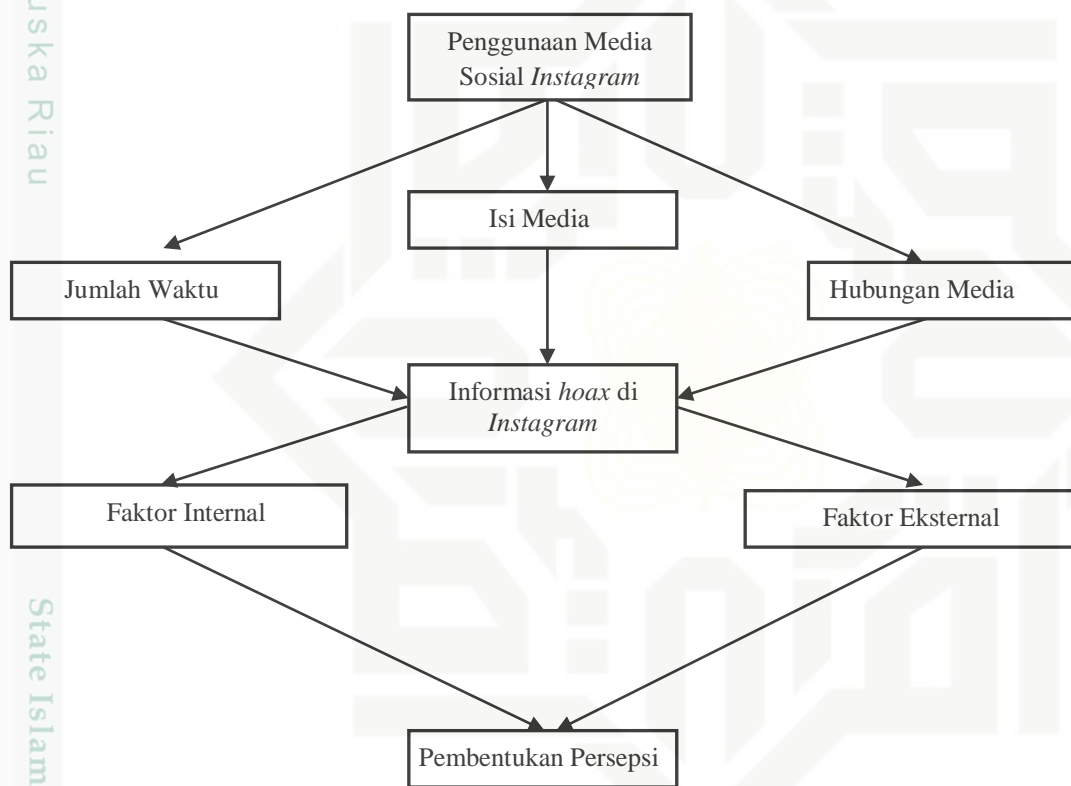 uska Riau
Penggunaan Media
Sosial Instagram
Isi Media
Jumlah Waktu
Hubungan Media
Informasi hoax di
Instagram
Faktor Internal
Faktor Eksternal
State Islam
Pembentukan Persepsi